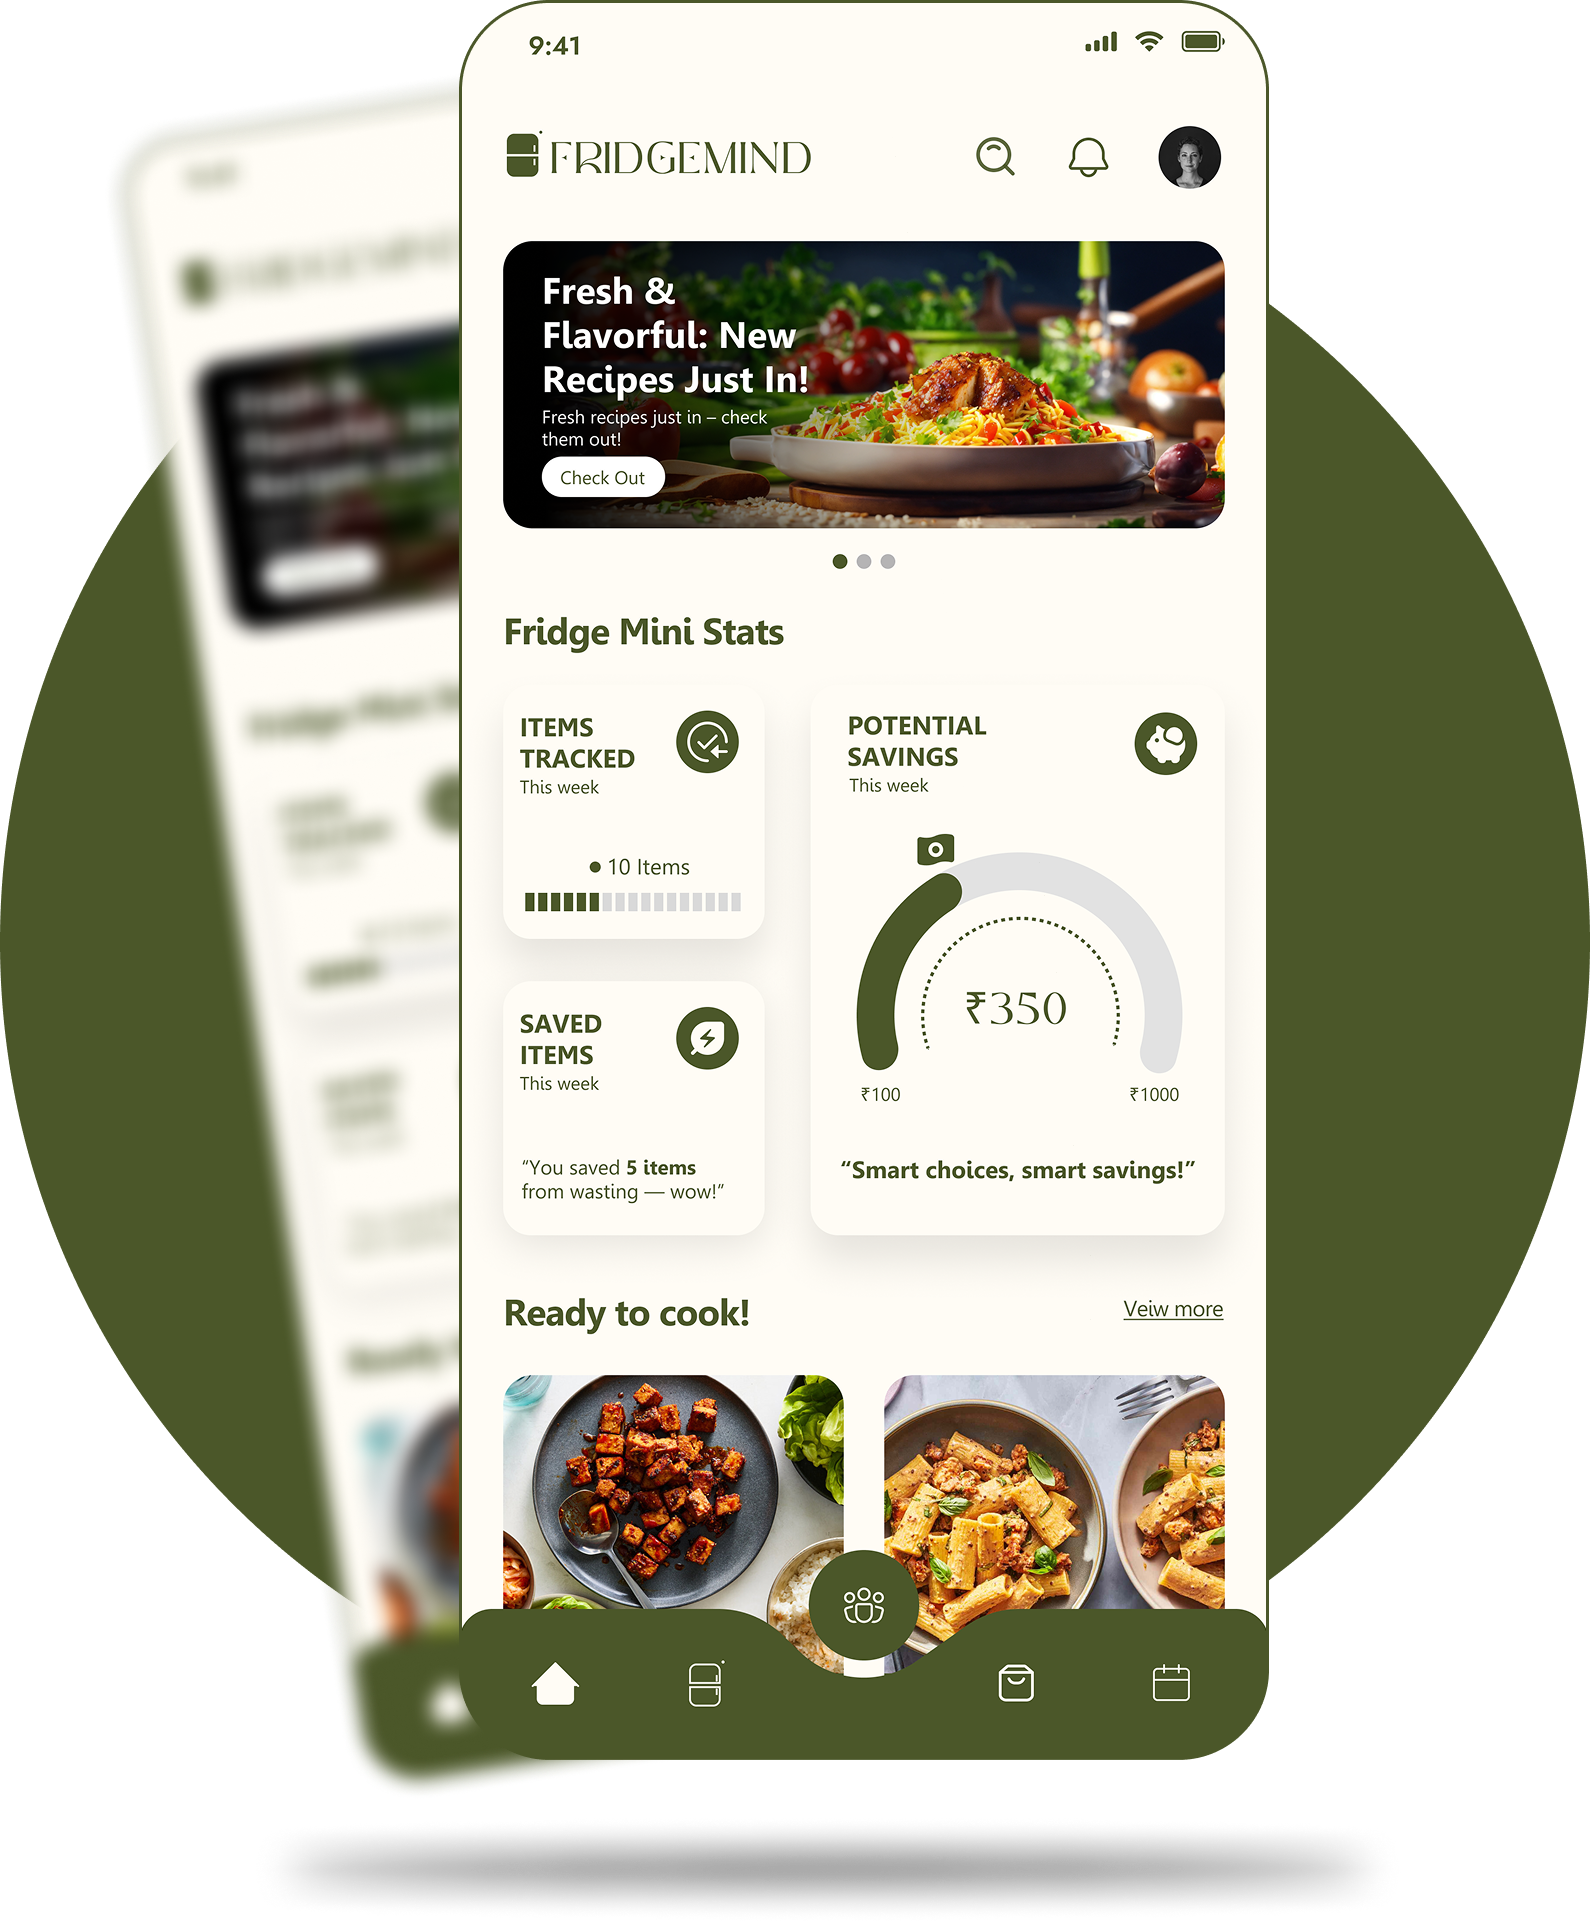 9:41
FRIDGEMIND
Fresh &
Flavorful: New
Recipes Just In!
Fresh recipes just in – check
them out!
Check Out
Fridge Mini Stats
ITEMS
TRACKED
This week
10 Items
POTENTIAL
SAVINGS
This week
₹350
₹100
₹1000
“Smart choices, smart savings!”
SAVED
ITEMS
This week
“You saved 5 items
from wasting — wow!”
Ready to cook!
Veiw more